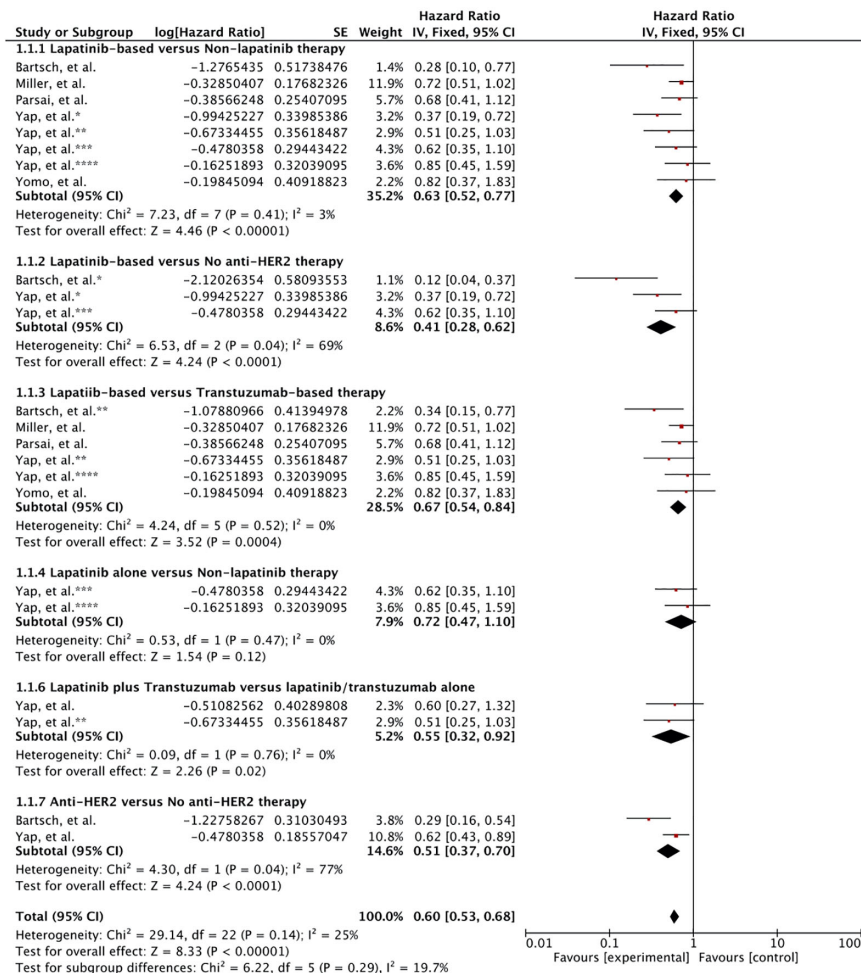 Hazard Ratio Hazard Ratio
Study or Subgroup log[Hazard Ratio] SE Weight IV, Fixed, 95% CI IV, Fixed, 95% CI
1.1.1 Lapatinib-based versus Non-lapatinib therapy
Bartsch, et al. −1.2765435 0.51738476 1.4% 0.28 [0.10, 0.77]
Miller, et al. −0.32850407 0.17682326 11.9% 0.72 [0.51, 1.02]
Parsai, et al. −0.38566248 0.25407095 5.7% 0.68 [0.41, 1.12]
Yap, et al.* −0.99425227 0.33985386 3.2% 0.37 [0.19, 0.72]
Yap, et al.** −0.67334455 0.35618487 2.9% 0.51 [0.25, 1.03]
Yap, et al.*** −0.4780358 0.29443422 4.3% 0.62 [0.35, 1.10]
Yap, et al.**** −0.16251893 0.32039095 3.6% 0.85 [0.45, 1.59]
Yomo, et al. −0.19845094 0.40918823 2.2% 0.82 [0.37, 1.83]
Subtotal (95% CI) 35.2% 0.63 [0.52, 0.77]
Heterogeneity: Chi² = 7.23, df = 7 (P = 0.41); I² = 3%
Test for overall effect: Z = 4.46 (P < 0.00001)
1.1.2 Lapatinib-based versus No anti-HER2 therapy
Bartsch, et al.* −2.12026354 0.58093553 1.1% 0.12 [0.04, 0.37]
Yap, et al.* −0.99425227 0.33985386 3.2% 0.37 [0.19, 0.72]
Yap, et al.*** −0.4780358 0.29443422 4.3% 0.62 [0.35, 1.10]
Subtotal (95% CI) 8.6% 0.41 [0.28, 0.62]
Heterogeneity: Chi² = 6.53, df = 2 (P = 0.04); I² = 69%
Test for overall effect: Z = 4.24 (P < 0.0001)
1.1.3 Lapatiib-based versus Transtuzumab-based therapy
Bartsch, et al.** −1.07880966 0.41394978 2.2% 0.34 [0.15, 0.77]
Miller, et al. −0.32850407 0.17682326 11.9% 0.72 [0.51, 1.02]
Parsai, et al. −0.38566248 0.25407095 5.7% 0.68 [0.41, 1.12]
Yap, et al.** −0.67334455 0.35618487 2.9% 0.51 [0.25, 1.03]
Yap, et al.**** −0.16251893 0.32039095 3.6% 0.85 [0.45, 1.59]
Yomo, et al. −0.19845094 0.40918823 2.2% 0.82 [0.37, 1.83]
Subtotal (95% CI) 28.5% 0.67 [0.54, 0.84]
Heterogeneity: Chi² = 4.24, df = 5 (P = 0.52); I² = 0%
Test for overall effect: Z = 3.52 (P = 0.0004)
1.1.4 Lapatinib alone versus Non-lapatinib therapy
Yap, et al.*** −0.4780358 0.29443422 4.3% 0.62 [0.35, 1.10]
Yap, et al.**** −0.16251893 0.32039095 3.6% 0.85 [0.45, 1.59]
Subtotal (95% CI) 7.9% 0.72 [0.47, 1.10]
Heterogeneity: Chi² = 0.53, df = 1 (P = 0.47); I² = 0%
Test for overall effect: Z = 1.54 (P = 0.12)
1.1.6 Lapatinib plus Transtuzumab versus lapatinib/transtuzumab alone
Yap, et al. −0.51082562 0.40289808 2.3% 0.60 [0.27, 1.32]
Yap, et al.** −0.67334455 0.35618487 2.9% 0.51 [0.25, 1.03]
Subtotal (95% CI) 5.2% 0.55 [0.32, 0.92]
Heterogeneity: Chi² = 0.09, df = 1 (P = 0.76); I² = 0%
Test for overall effect: Z = 2.26 (P = 0.02)
1.1.7 Anti-HER2 versus No anti-HER2 therapy
Bartsch, et al. −1.22758267 0.31030493 3.8% 0.29 [0.16, 0.54]
Yap, et al. −0.4780358 0.18557047 10.8% 0.62 [0.43, 0.89]
Subtotal (95% CI) 14.6% 0.51 [0.37, 0.70]
Heterogeneity: Chi² = 4.30, df = 1 (P = 0.04); I² = 77%
Test for overall effect: Z = 4.24 (P < 0.0001)
Total (95% CI) 100.0% 0.60 [0.53, 0.68]
Heterogeneity: Chi² = 29.14, df = 22 (P = 0.14); I² = 25%
Test for overall effect: Z = 8.33 (P < 0.00001)
Test for subgroup differences: Chi² = 6.22, df = 5 (P = 0.29), I² = 19.7%
0.01 0.1 1 10 100
Favours [experimental] Favours [control]